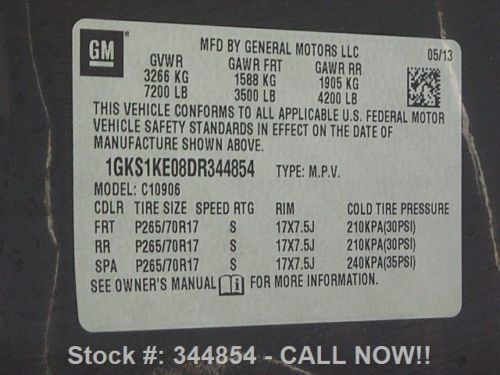 GM
MFD BY GENERAL MOTORS LLC
05/13
GVWR GAWR FRT GAWR RR
3266 KG 1588 KG 1905 KG
7200 LB 3500 LB 4200 LB
THIS VEHICLE CONFORMS TO ALL APPLICABLE U.S. FEDERAL MOTOR
VEHICLE SAFETY STANDARDS IN EFFECT ON THE DATE OF
MANUFACTURE SHOWN ABOVE.
1GKS1KE08DR344854 TYPE: M.P.V.
MODEL: C10906
CDLR TIRE SIZE SPEED RTG RIM COLD TIRE PRESSURE
FRT P265/70R17 S 17X7.5J 210KPA(30PSI)
RR P265/70R17 S 17X7.5J 210KPA(30PSI)
SPA P265/70R17 S 17X7.5J 240KPA(35PSI)
SEE OWNER'S MANUAL i FOR MORE INFORMATION.
Stock #: 344854 - CALL NOW!!